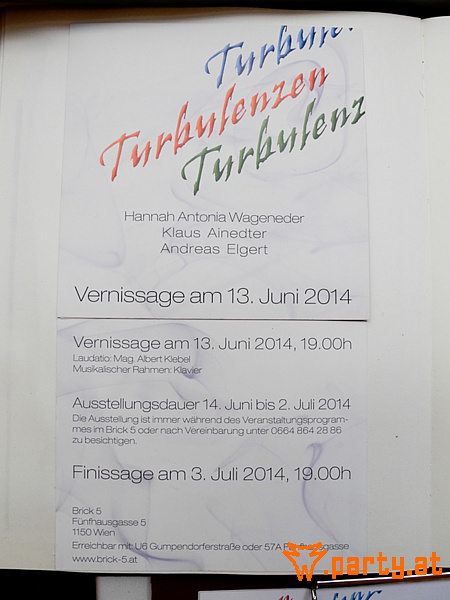 Turbulenzen
Turbulenz
Hannah Antonia Wageneder
Klaus Ainedter
Andreas Elgert
Vernissage am 13. Juni 2014
Vernissage am 13. Juni 2014, 19.00h
Laudatio: Mag. Albert Klebel
Musikalischer Rahmen: Klavier
Ausstellungsdauer 14. Juni bis 2. Juli 2014
Die Ausstellung ist immer während des Veranstaltungsprogram-
mes im Brick 5 oder nach Vereinbarung unter 0664 864 28 86
zu besichtigen.
Finissage am 3. Juli 2014, 19.00h
Brick 5
Fünfhausgasse 5
1150 Wien
Erreichbar mit: U6 Gumpendorferstraße oder 57A Fünfhausgasse
www.brick-5.at
party.at